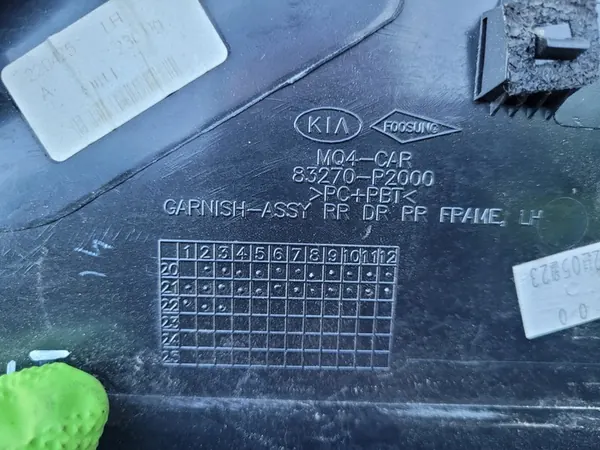 LH
A
KIA
FOOSUNG
MQ4-CAR
83270-P2000
>PC+PBT<
GARNISH-ASSY RR DR RR FRAME, LH
1 2 3 4 5 6 7 8 9 10 11 12
20
21
22
23
24
25